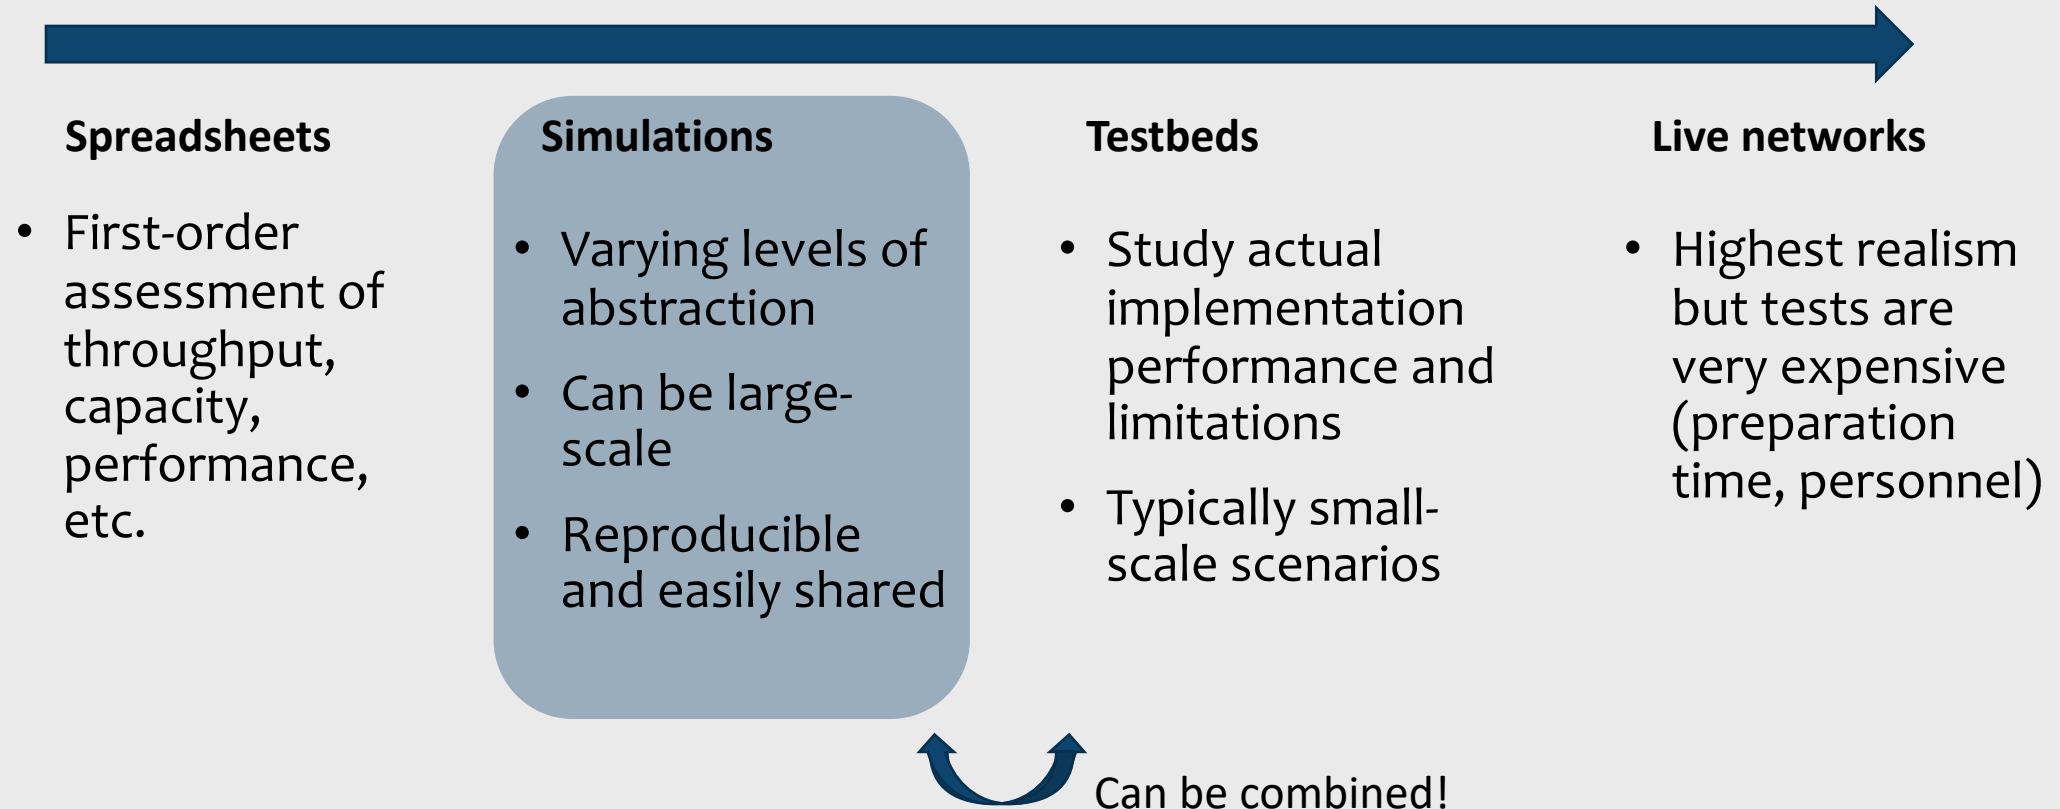 Spreadsheets
• First-order
assessment of
throughput,
capacity,
performance,
etc.
Simulations
• Varying levels of
abstraction
• Can be large-
scale
• Reproducible
and easily shared
Testbeds
• Study actual
implementation
performance and
limitations
• Typically small-
scale scenarios
Live networks
• Highest realism
but tests are
very expensive
(preparation
time, personnel)
Can be combined!